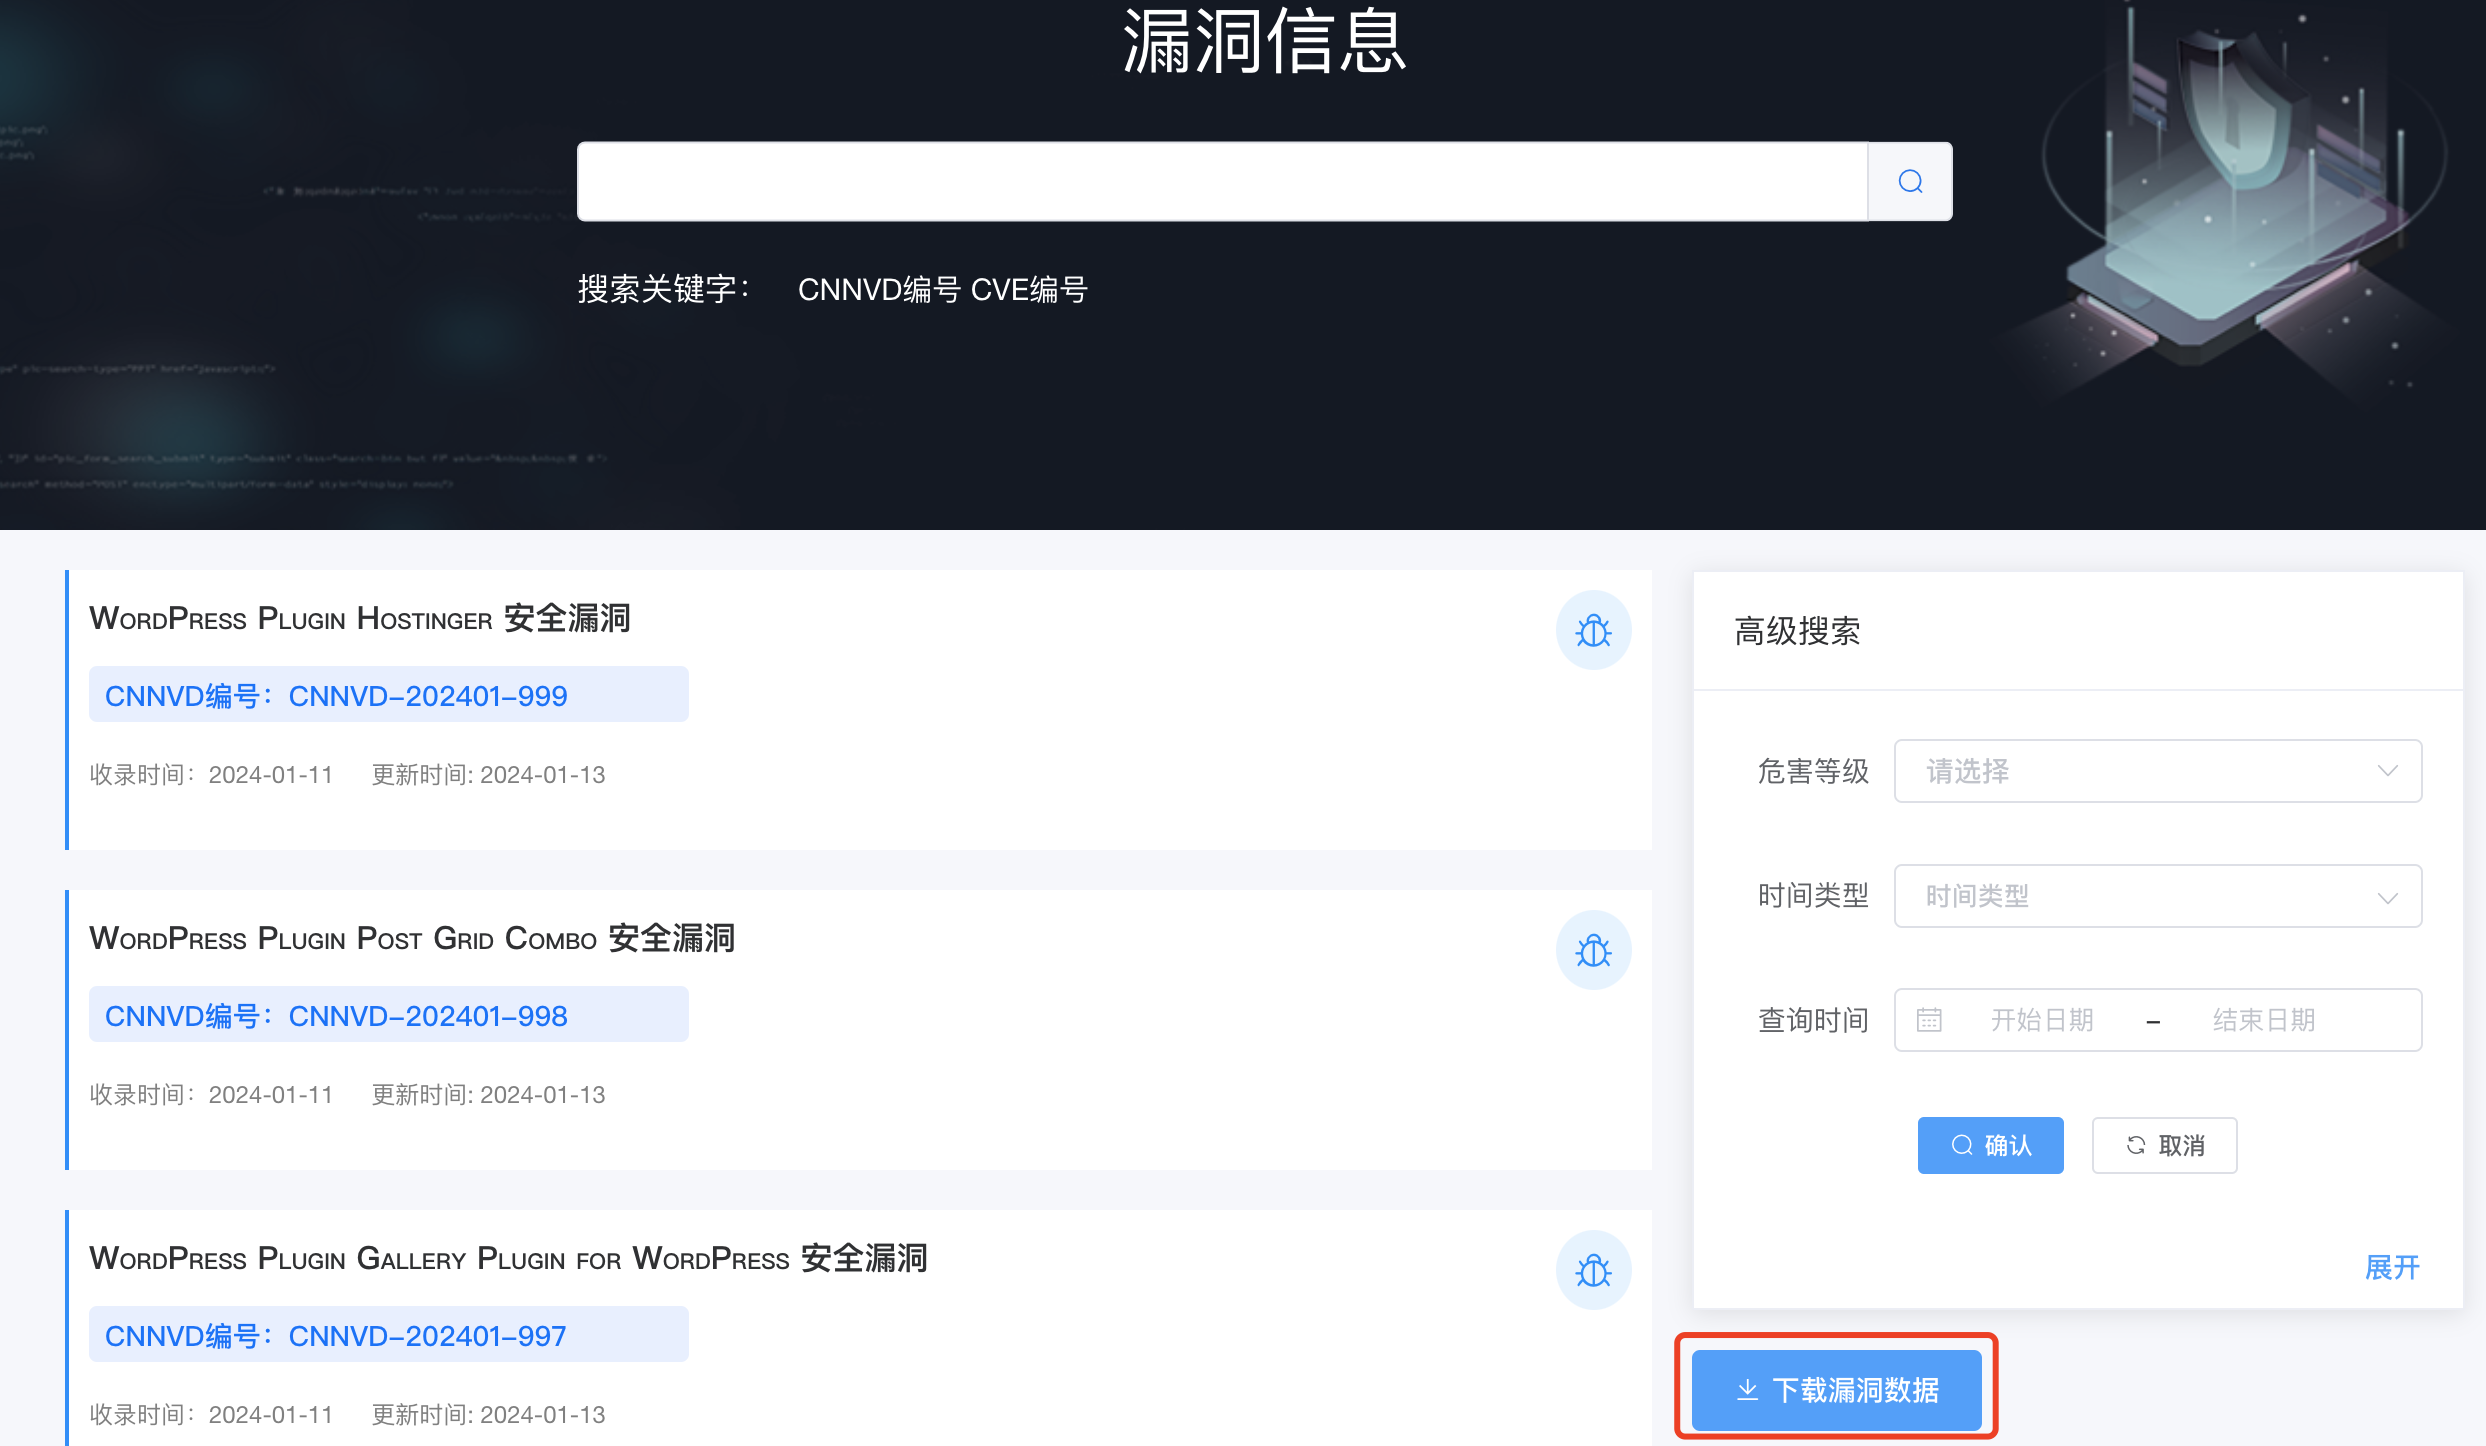 漏洞信息
搜索关键字： CNNVD编号 CVE编号
WordPress Plugin Hostinger 安全漏洞
CNNVD编号：CNNVD-202401-999
收录时间：2024-01-11 更新时间: 2024-01-13
WordPress Plugin Post Grid Combo 安全漏洞
CNNVD编号：CNNVD-202401-998
收录时间：2024-01-11 更新时间: 2024-01-13
WordPress Plugin Gallery Plugin for WordPress 安全漏洞
CNNVD编号：CNNVD-202401-997
收录时间：2024-01-11 更新时间: 2024-01-13
高级搜索
危害等级 请选择
时间类型 时间类型
查询时间 开始日期 – 结束日期
确认 取消
展开
下载漏洞数据